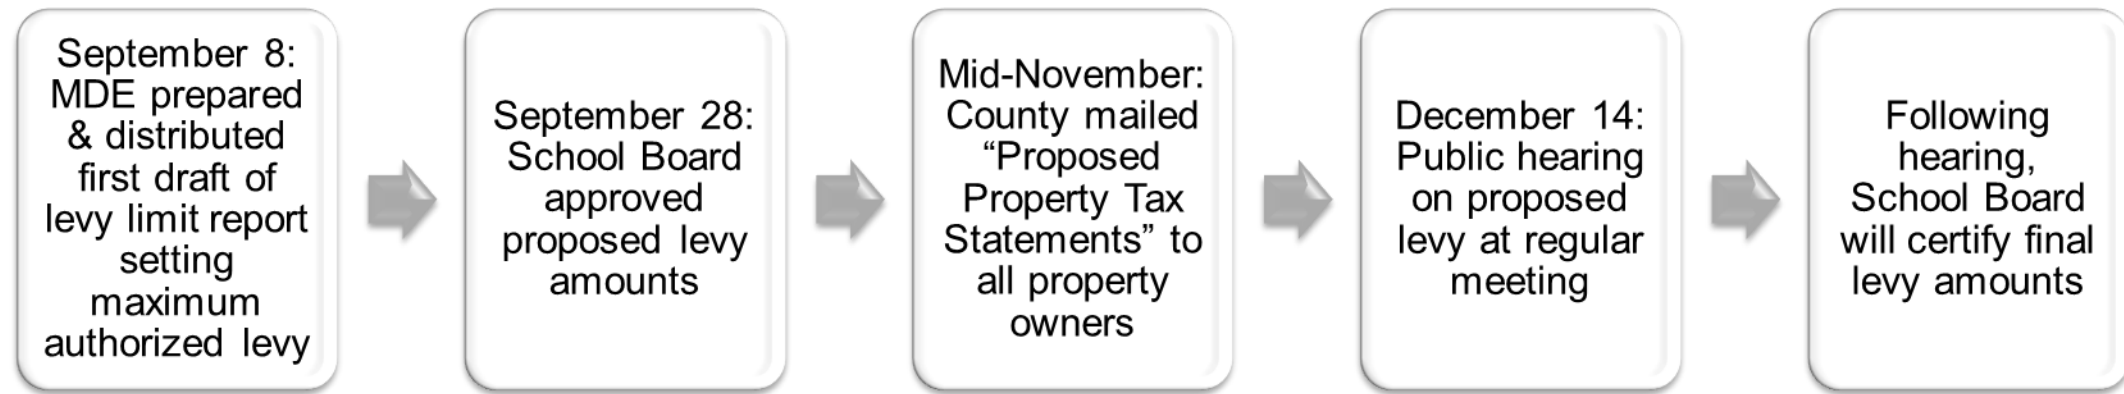 September 8:
MDE prepared
& distributed
first draft of
levy limit report
setting
maximum
authorized levy
September 28:
School Board
approved
proposed levy
amounts
Mid-November:
County mailed
“Proposed
Property Tax
Statements” to
all property
owners
December 14:
Public hearing
on proposed
levy at regular
meeting
Following
hearing,
School Board
will certify final
levy amounts